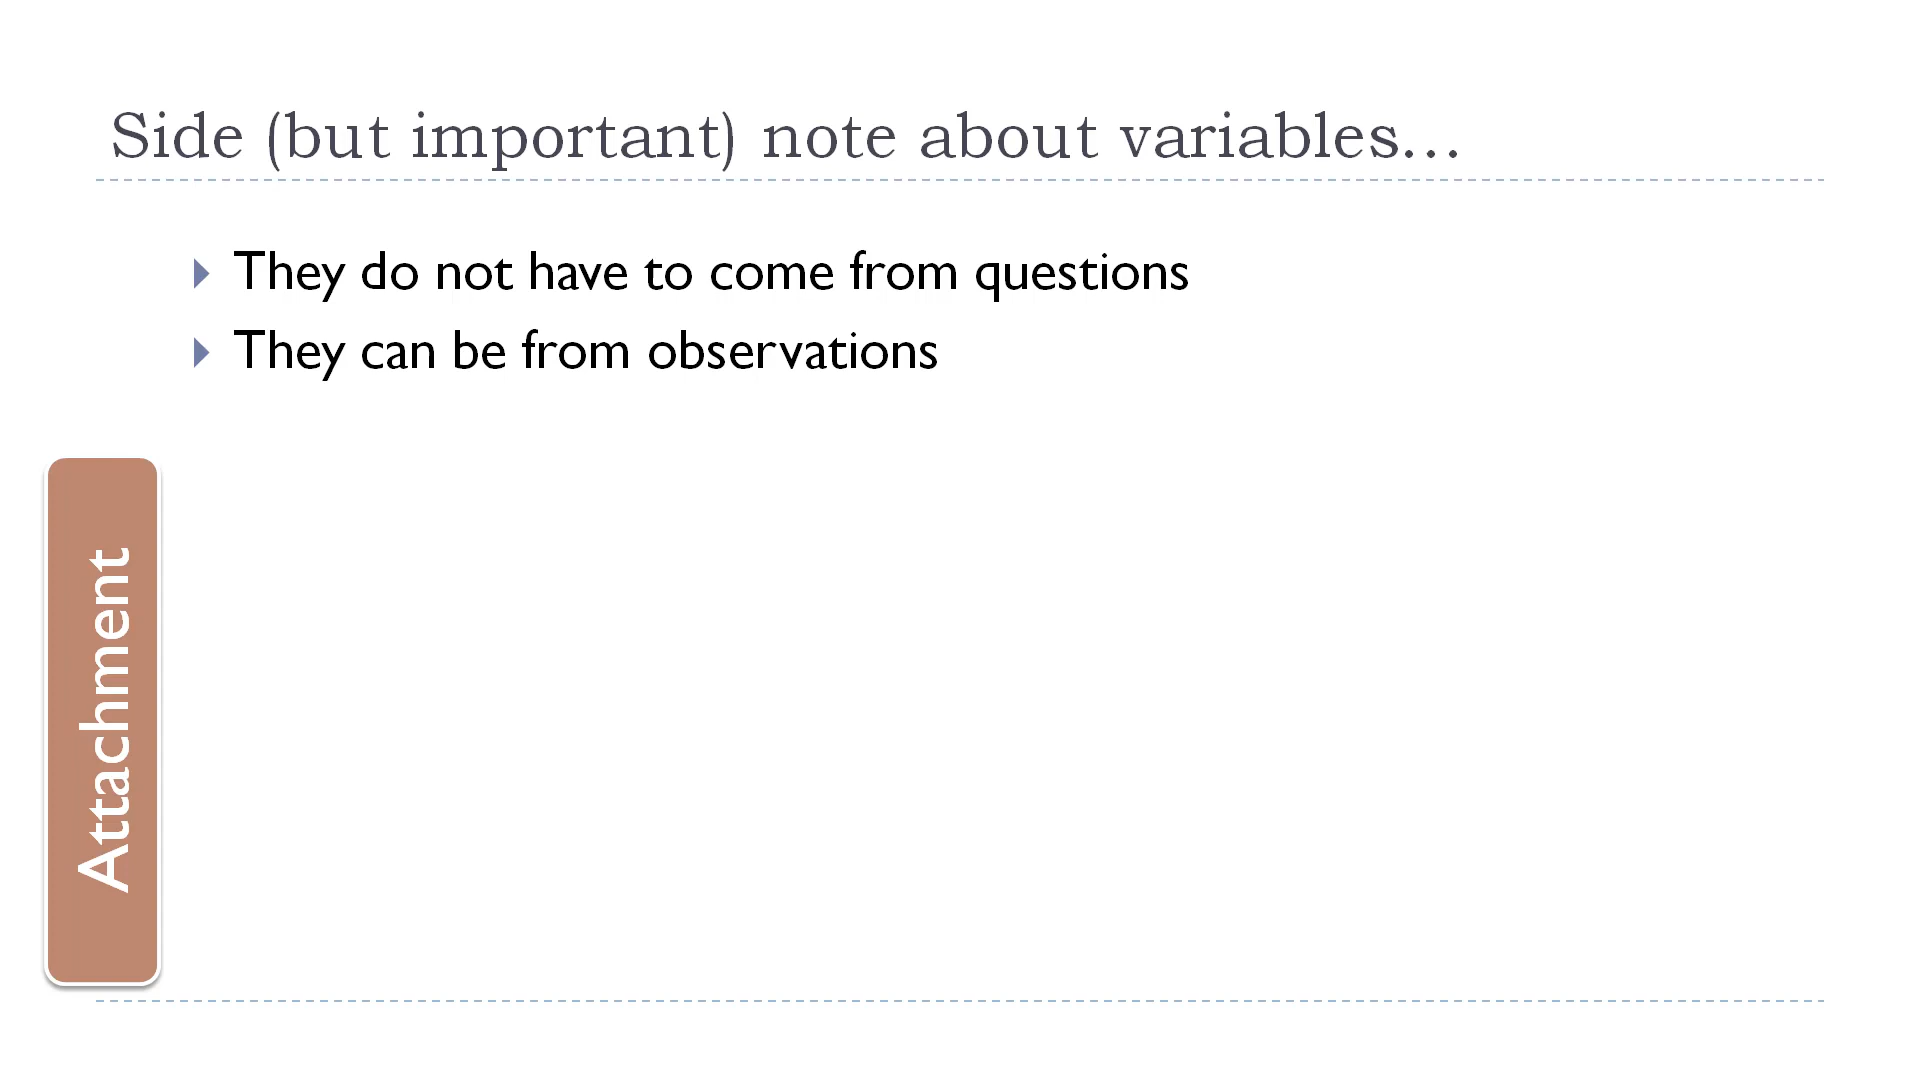 Side (but important) note about variables…
They do not have to come from questions
They can be from observations
Attachment